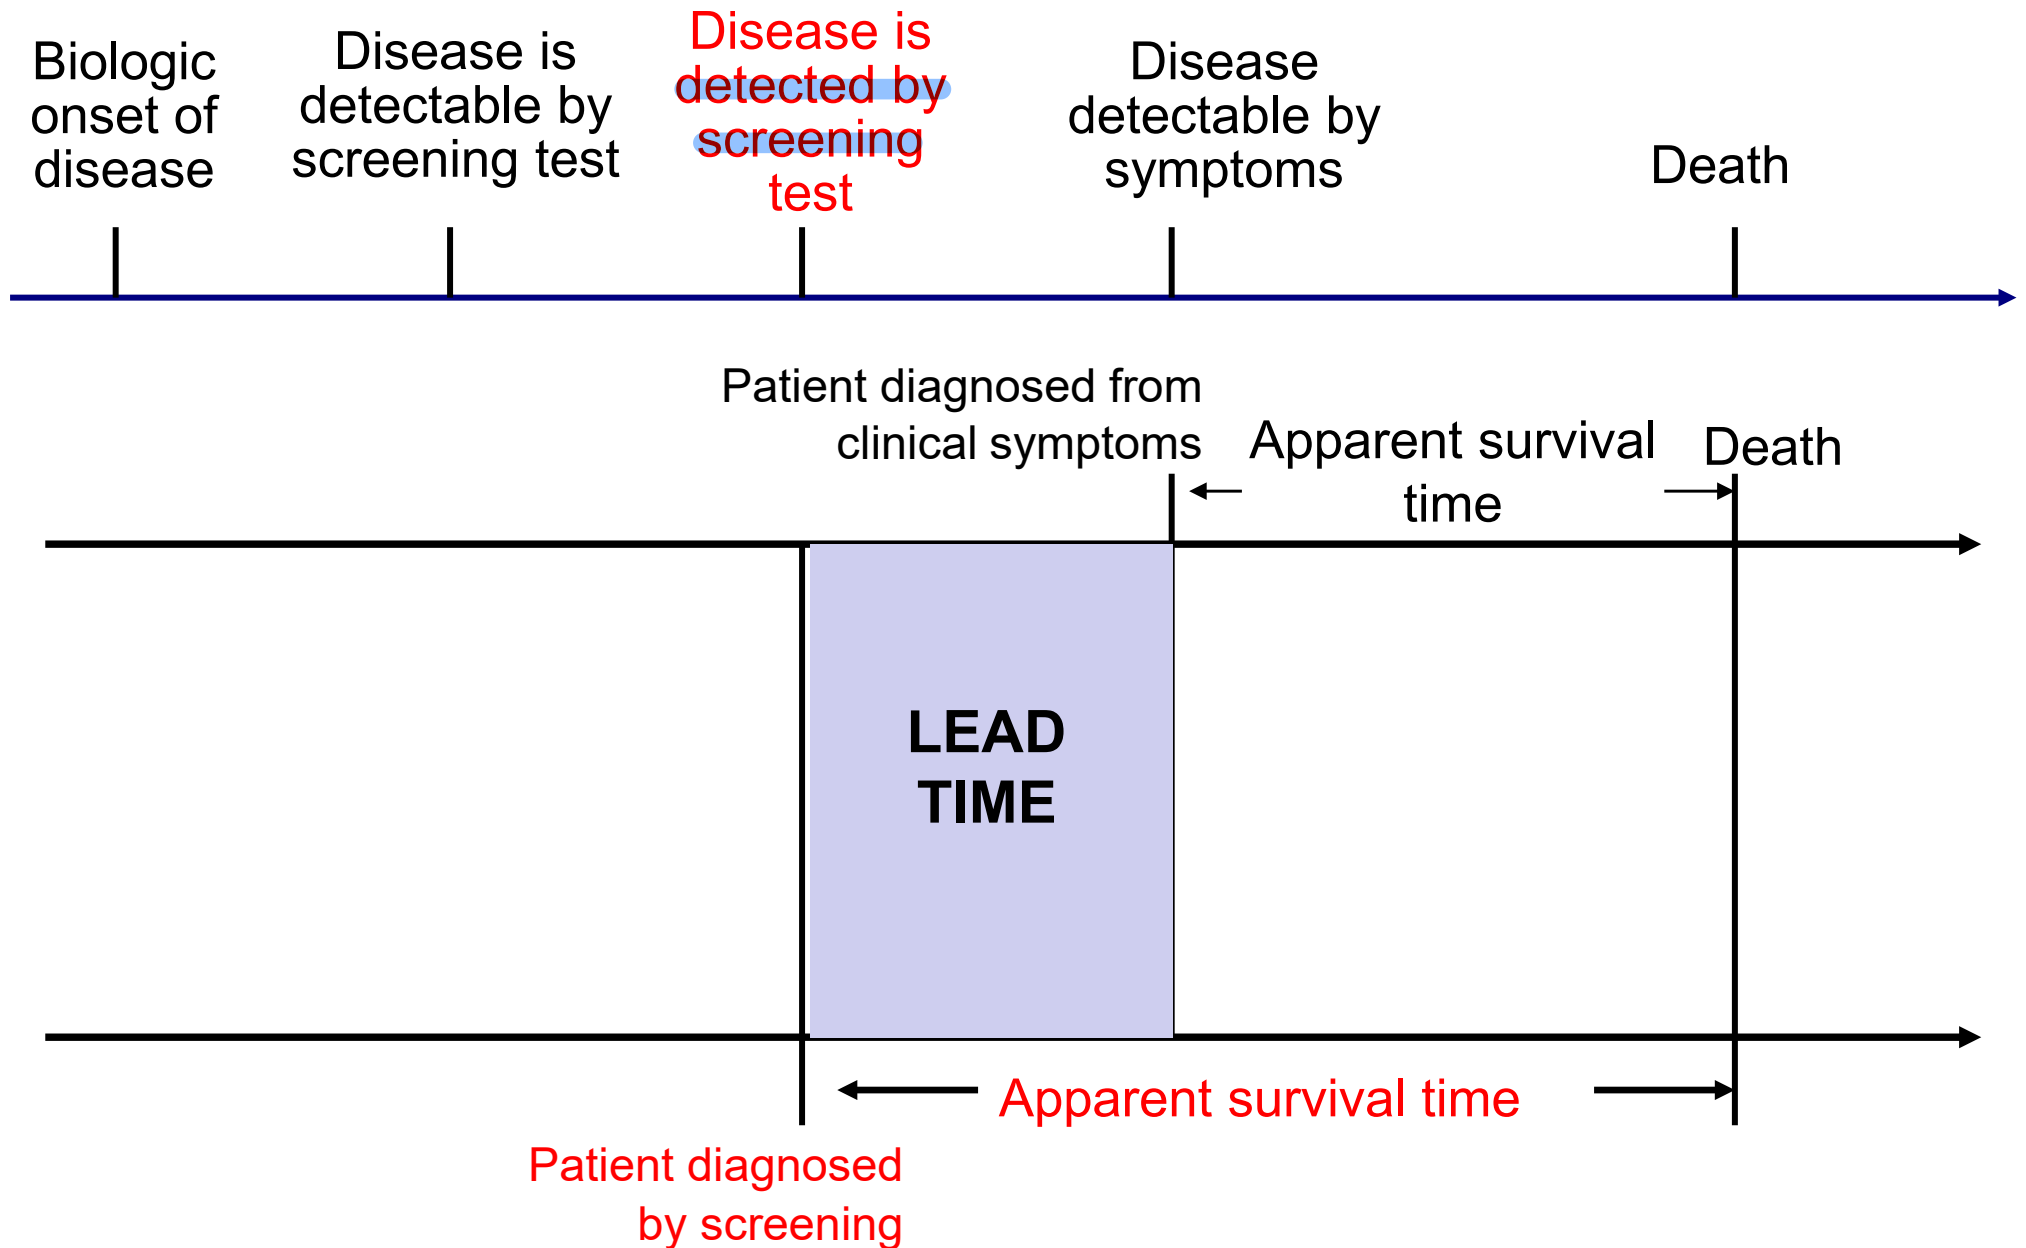 Biologic
onset of
disease
Disease is
detectable by
screening test
Disease is
detected by
screening
test
Disease
detectable by
symptoms
Death
Patient diagnosed from
clinical symptoms
Apparent survival
time
Death
LEAD
TIME
Apparent survival time
Patient diagnosed
by screening